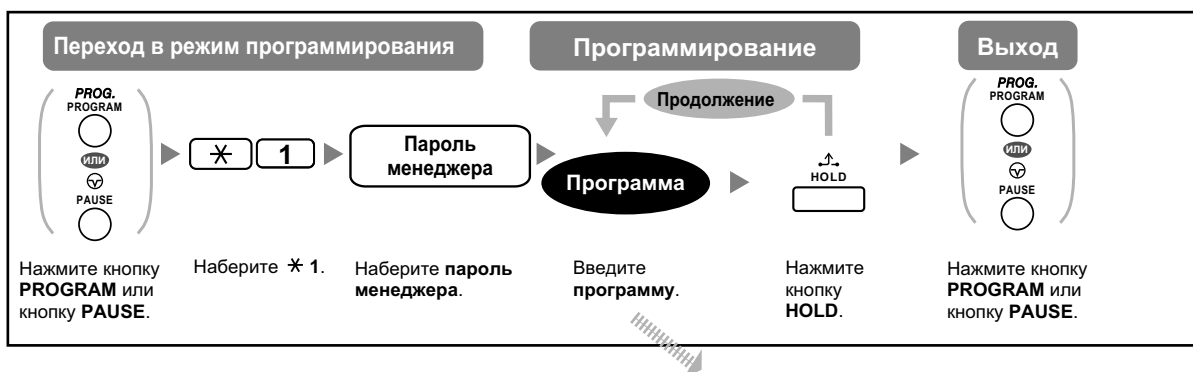 Переход в режим программирования
Программирование
Выход
PROG.
PROGRAM
или
PAUSE
✳ 1
Пароль
менеджера
Продолжение
Программа
HOLD
PROG.
PROGRAM
или
PAUSE
Нажмите кнопку
PROGRAM или
кнопку PAUSE.
Наберите ✳ 1.
Наберите пароль
менеджера.
Введите
программу.
Нажмите
кнопку
HOLD.
Нажмите кнопку
PROGRAM или
кнопку PAUSE.